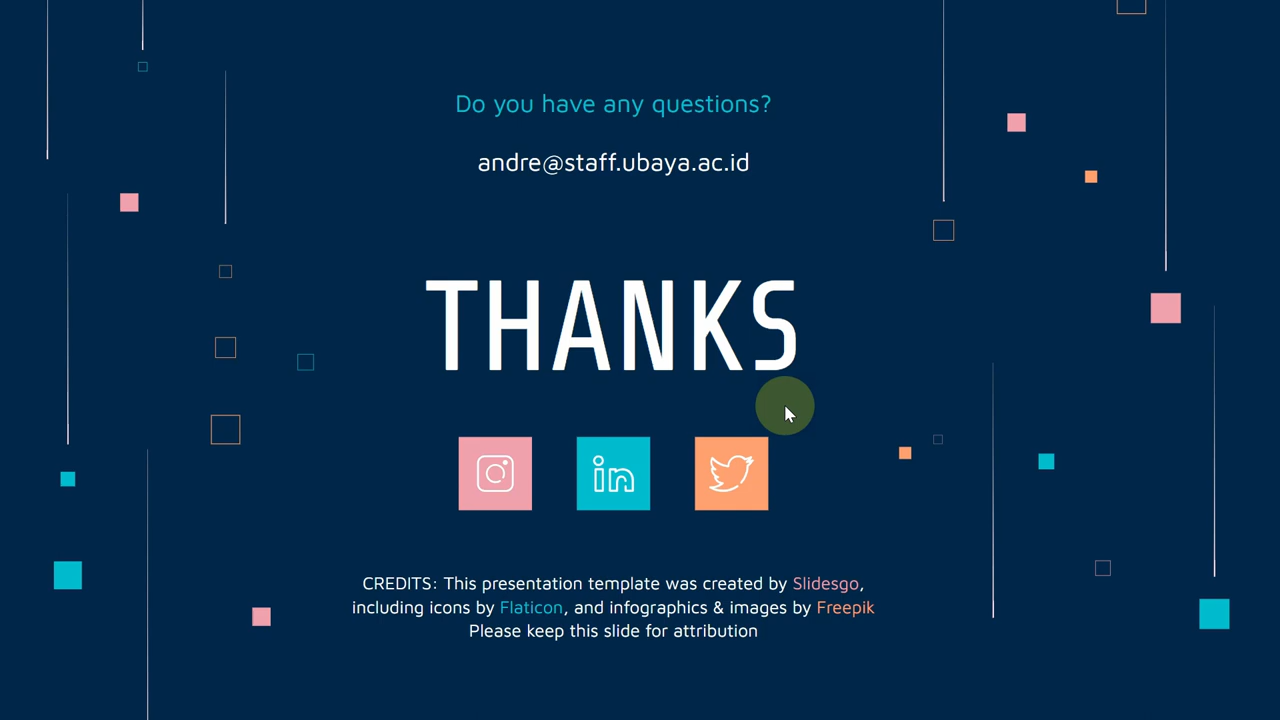 Do you have any questions?
andre@staff.ubaya.ac.id
THANKS
in
CREDITS: This presentation template was created by Slidesgo,
including icons by Flaticon, and infographics & images by Freepik
Please keep this slide for attribution